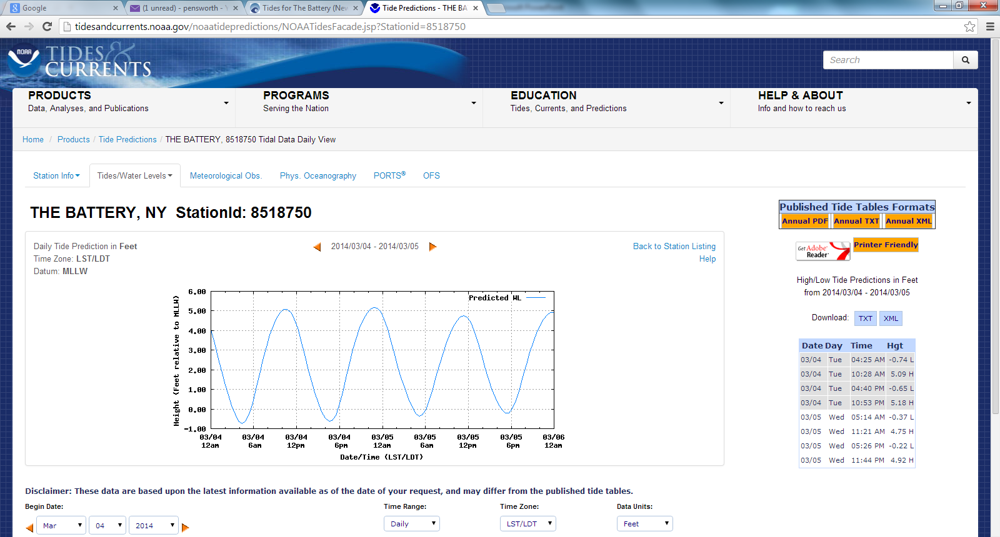 Google
(1 unread) - pensworth - Y
Tides for The Battery (New
Tide Predictions - THE BA
tidesandcurrents.noaa.gov/noaatidepredictions/NOAATidesFacade.jsp?Stationid=8518750
NOAA
TIDES &
CURRENTS
Search
PRODUCTS
Data, Analyses, and Publications
PROGRAMS
Serving the Nation
EDUCATION
Tides, Currents, and Predictions
HELP & ABOUT
Info and how to reach us
Home / Products / Tide Predictions / THE BATTERY, 8518750 Tidal Data Daily View
Station Info Tides/Water Levels Meteorological Obs. Phys. Oceanography PORTS® OFS
THE BATTERY, NY StationId: 8518750
Daily Tide Prediction in Feet
Time Zone: LST/LDT
Datum: MLLW
2014/03/04 - 2014/03/05
Back to Station Listing
Help
Predicted WL
Height (Feet relative to MLLW)
6.00
5.00
4.00
3.00
2.00
1.00
0.00
-1.00
03/04 03/04 03/04 03/04 03/05 03/05 03/05 03/05 03/06
12am 6am 12pm 6pm 12am 6am 12pm 6pm 12am
Date/Time (LST/LDT)
Published Tide Tables Formats
Annual PDF Annual TXT Annual XML
Get Adobe®
Reader®
Printer Friendly
High/Low Tide Predictions in Feet
from 2014/03/04 - 2014/03/05
Download: TXT XML
Date Day Time Hgt
03/04 Tue 04:25 AM -0.74 L
03/04 Tue 10:28 AM 5.09 H
03/04 Tue 04:40 PM -0.65 L
03/04 Tue 10:53 PM 5.18 H
03/05 Wed 05:14 AM -0.37 L
03/05 Wed 11:21 AM 4.75 H
03/05 Wed 05:26 PM -0.22 L
03/05 Wed 11:44 PM 4.92 H
Disclaimer: These data are based upon the latest information available as of the date of your request, and may differ from the published tide tables.
Begin Date: Time Range: Time Zone: Data Units:
Mar 04 2014 Daily LST/LDT Feet